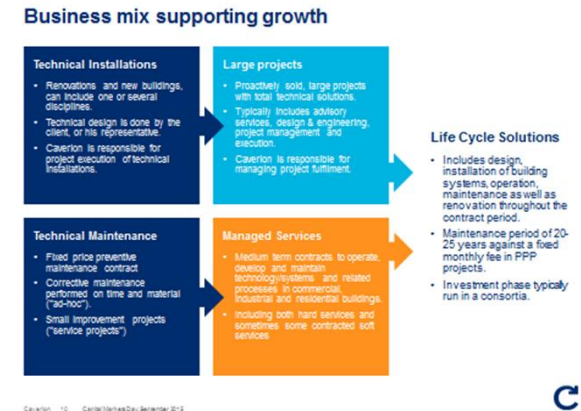 Business mix supporting growth
Technical Installations
• Renovations and new buildings,
can include one or several
disciplines.
• Technical design is done by the
client, or his representative.
• Caverion is responsible for
project execution of technical
installations.
Large projects
• Proactively sold, large projects
with total technical solutions.
• Typically includes advisory
services, design & engineering,
project management and
execution.
• Caverion is responsible for
managing project fulfilment.
Technical Maintenance
• Fixed price preventive
maintenance contract
• Corrective maintenance
performed on time and material
("ad-hoc").
• Small improvement projects
("service projects")
Managed Services
• Medium term contracts to operate,
develop and maintain
technology/systems and related
processes in commercial,
industrial and residential buildings.
• Including both hard services and
sometimes some contracted soft
services
Life Cycle Solutions
• Includes design,
installation of building
systems, operation,
maintenance as well as
renovation throughout the
contract period.
• Maintenance period of 20-
25 years against a fixed
monthly fee in PPP
projects.
• Investment phase typically
run in a consortia.
Caverion 10 Capital Markets Day September